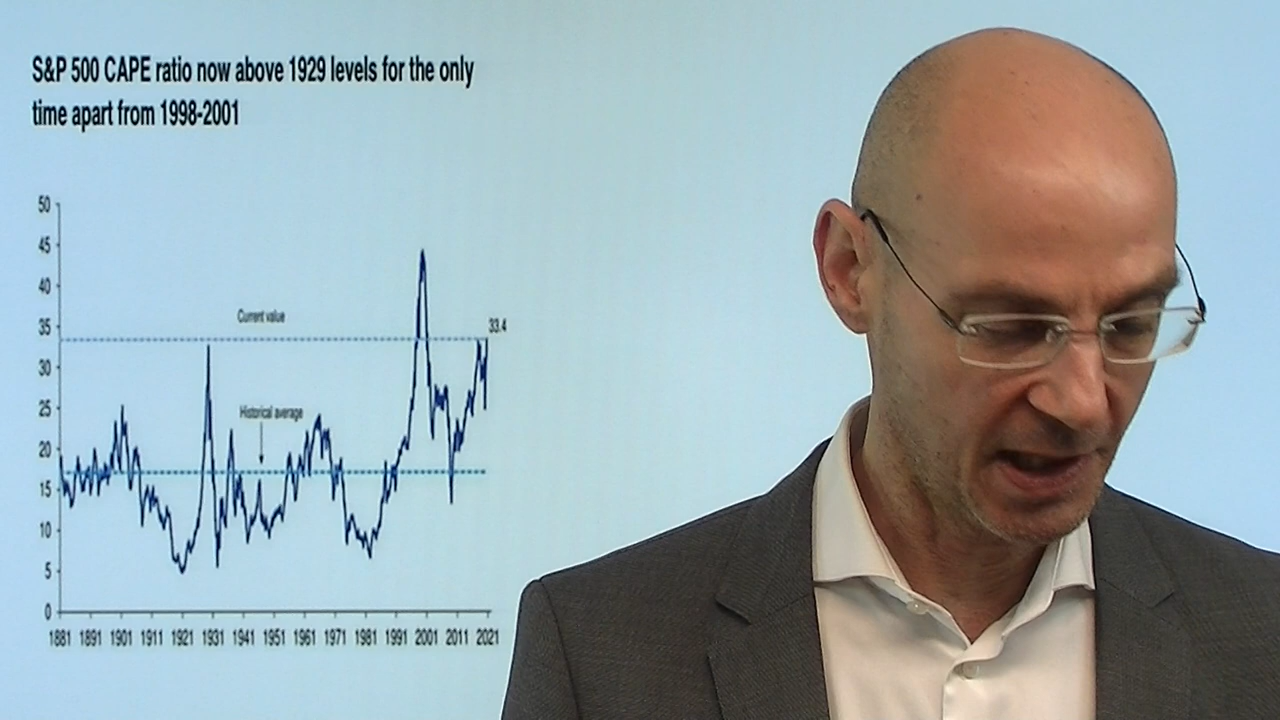 S&P 500 CAPE ratio now above 1929 levels for the only
time apart from 1998-2001
50
45
40
35
30
25
20
15
10
5
0
Current value
33.4
Historical average
1881 1891 1901 1911 1921 1931 1941 1951 1961 1971 1981 1991 2001 2011 2021